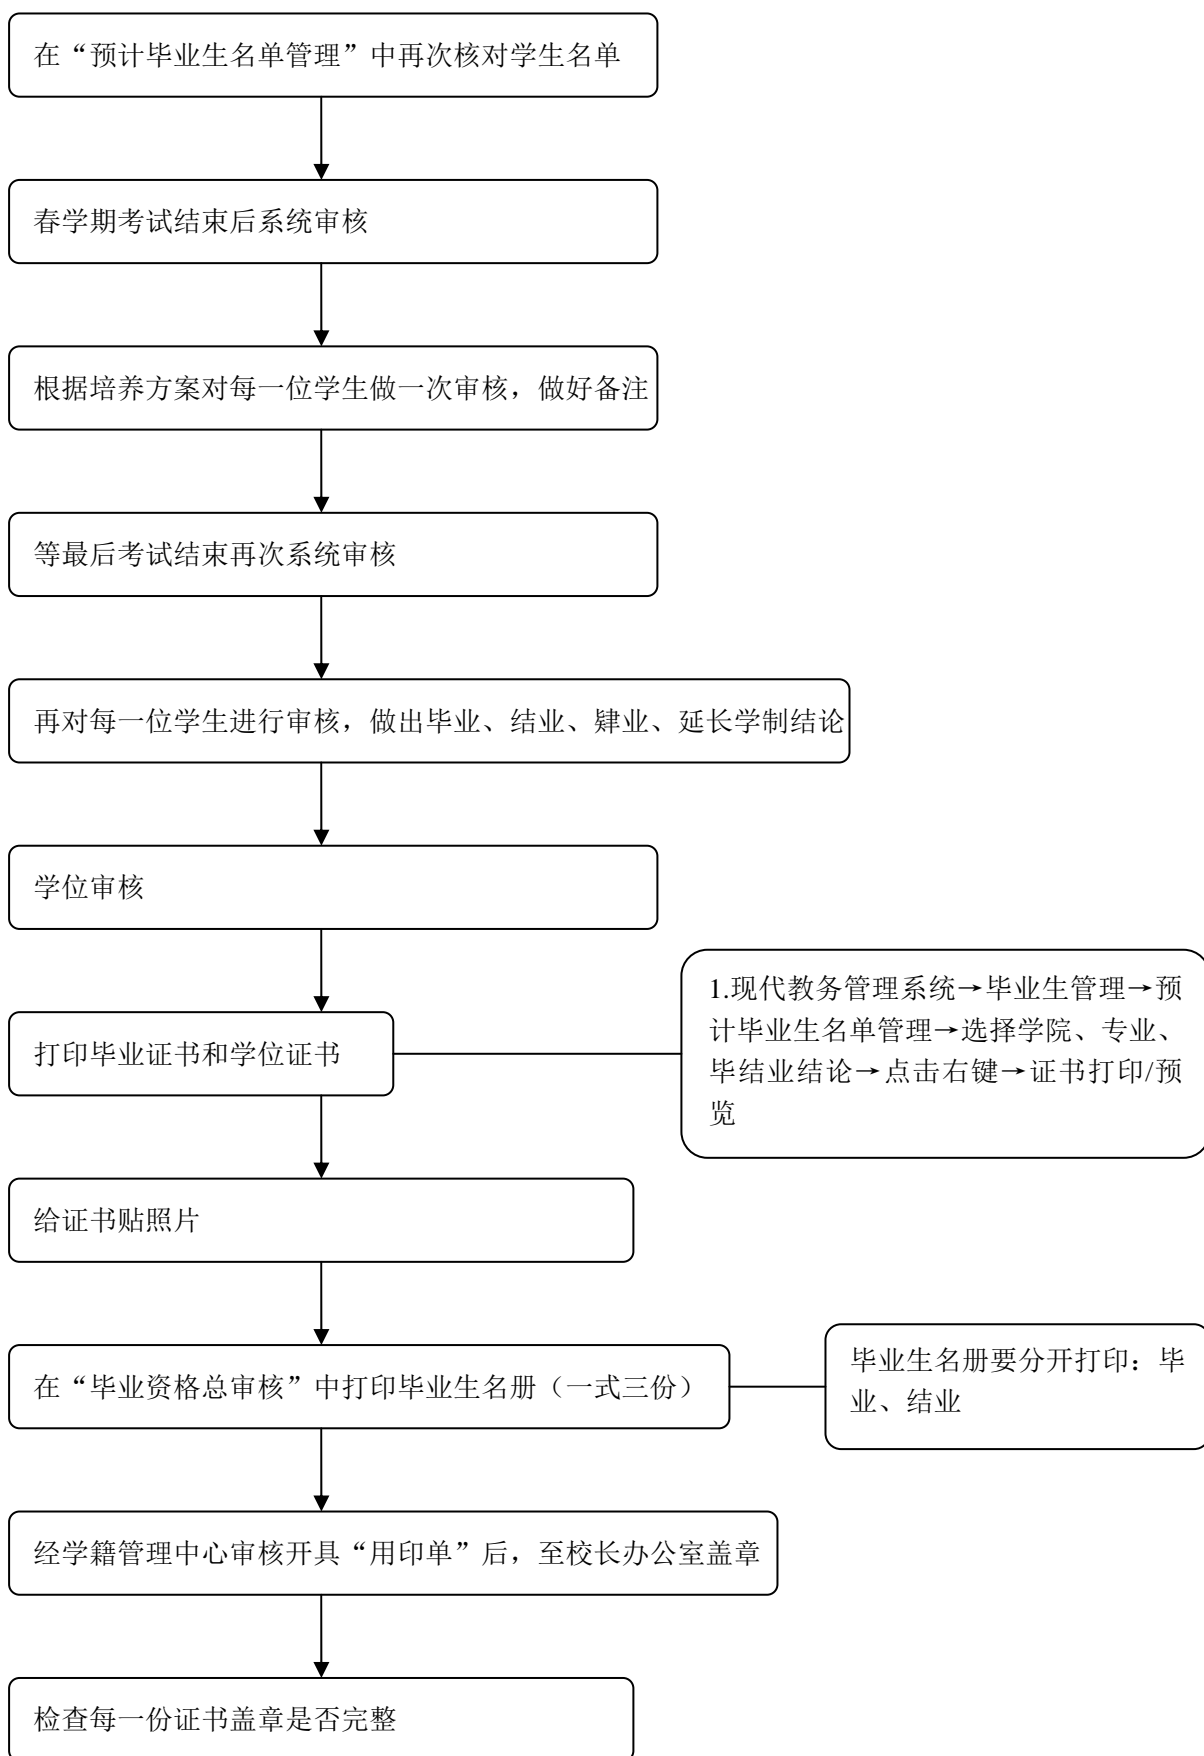 在“预计毕业生名单管理”中再次核对学生名单
春学期考试结束后系统审核
根据培养方案对每一位学生做一次审核，做好备注
等最后考试结束再次系统审核
再对每一位学生进行审核，做出毕业、结业、肄业、延长学制结论
学位审核
打印毕业证书和学位证书
1.现代教务管理系统→毕业生管理→预
计毕业生名单管理→选择学院、专业、
毕结业结论→点击右键→证书打印/预
览
给证书贴照片
在“毕业资格总审核”中打印毕业生名册（一式三份）
毕业生名册要分开打印：毕
业、结业
经学籍管理中心审核开具“用印单”后，至校长办公室盖章
检查每一份证书盖章是否完整